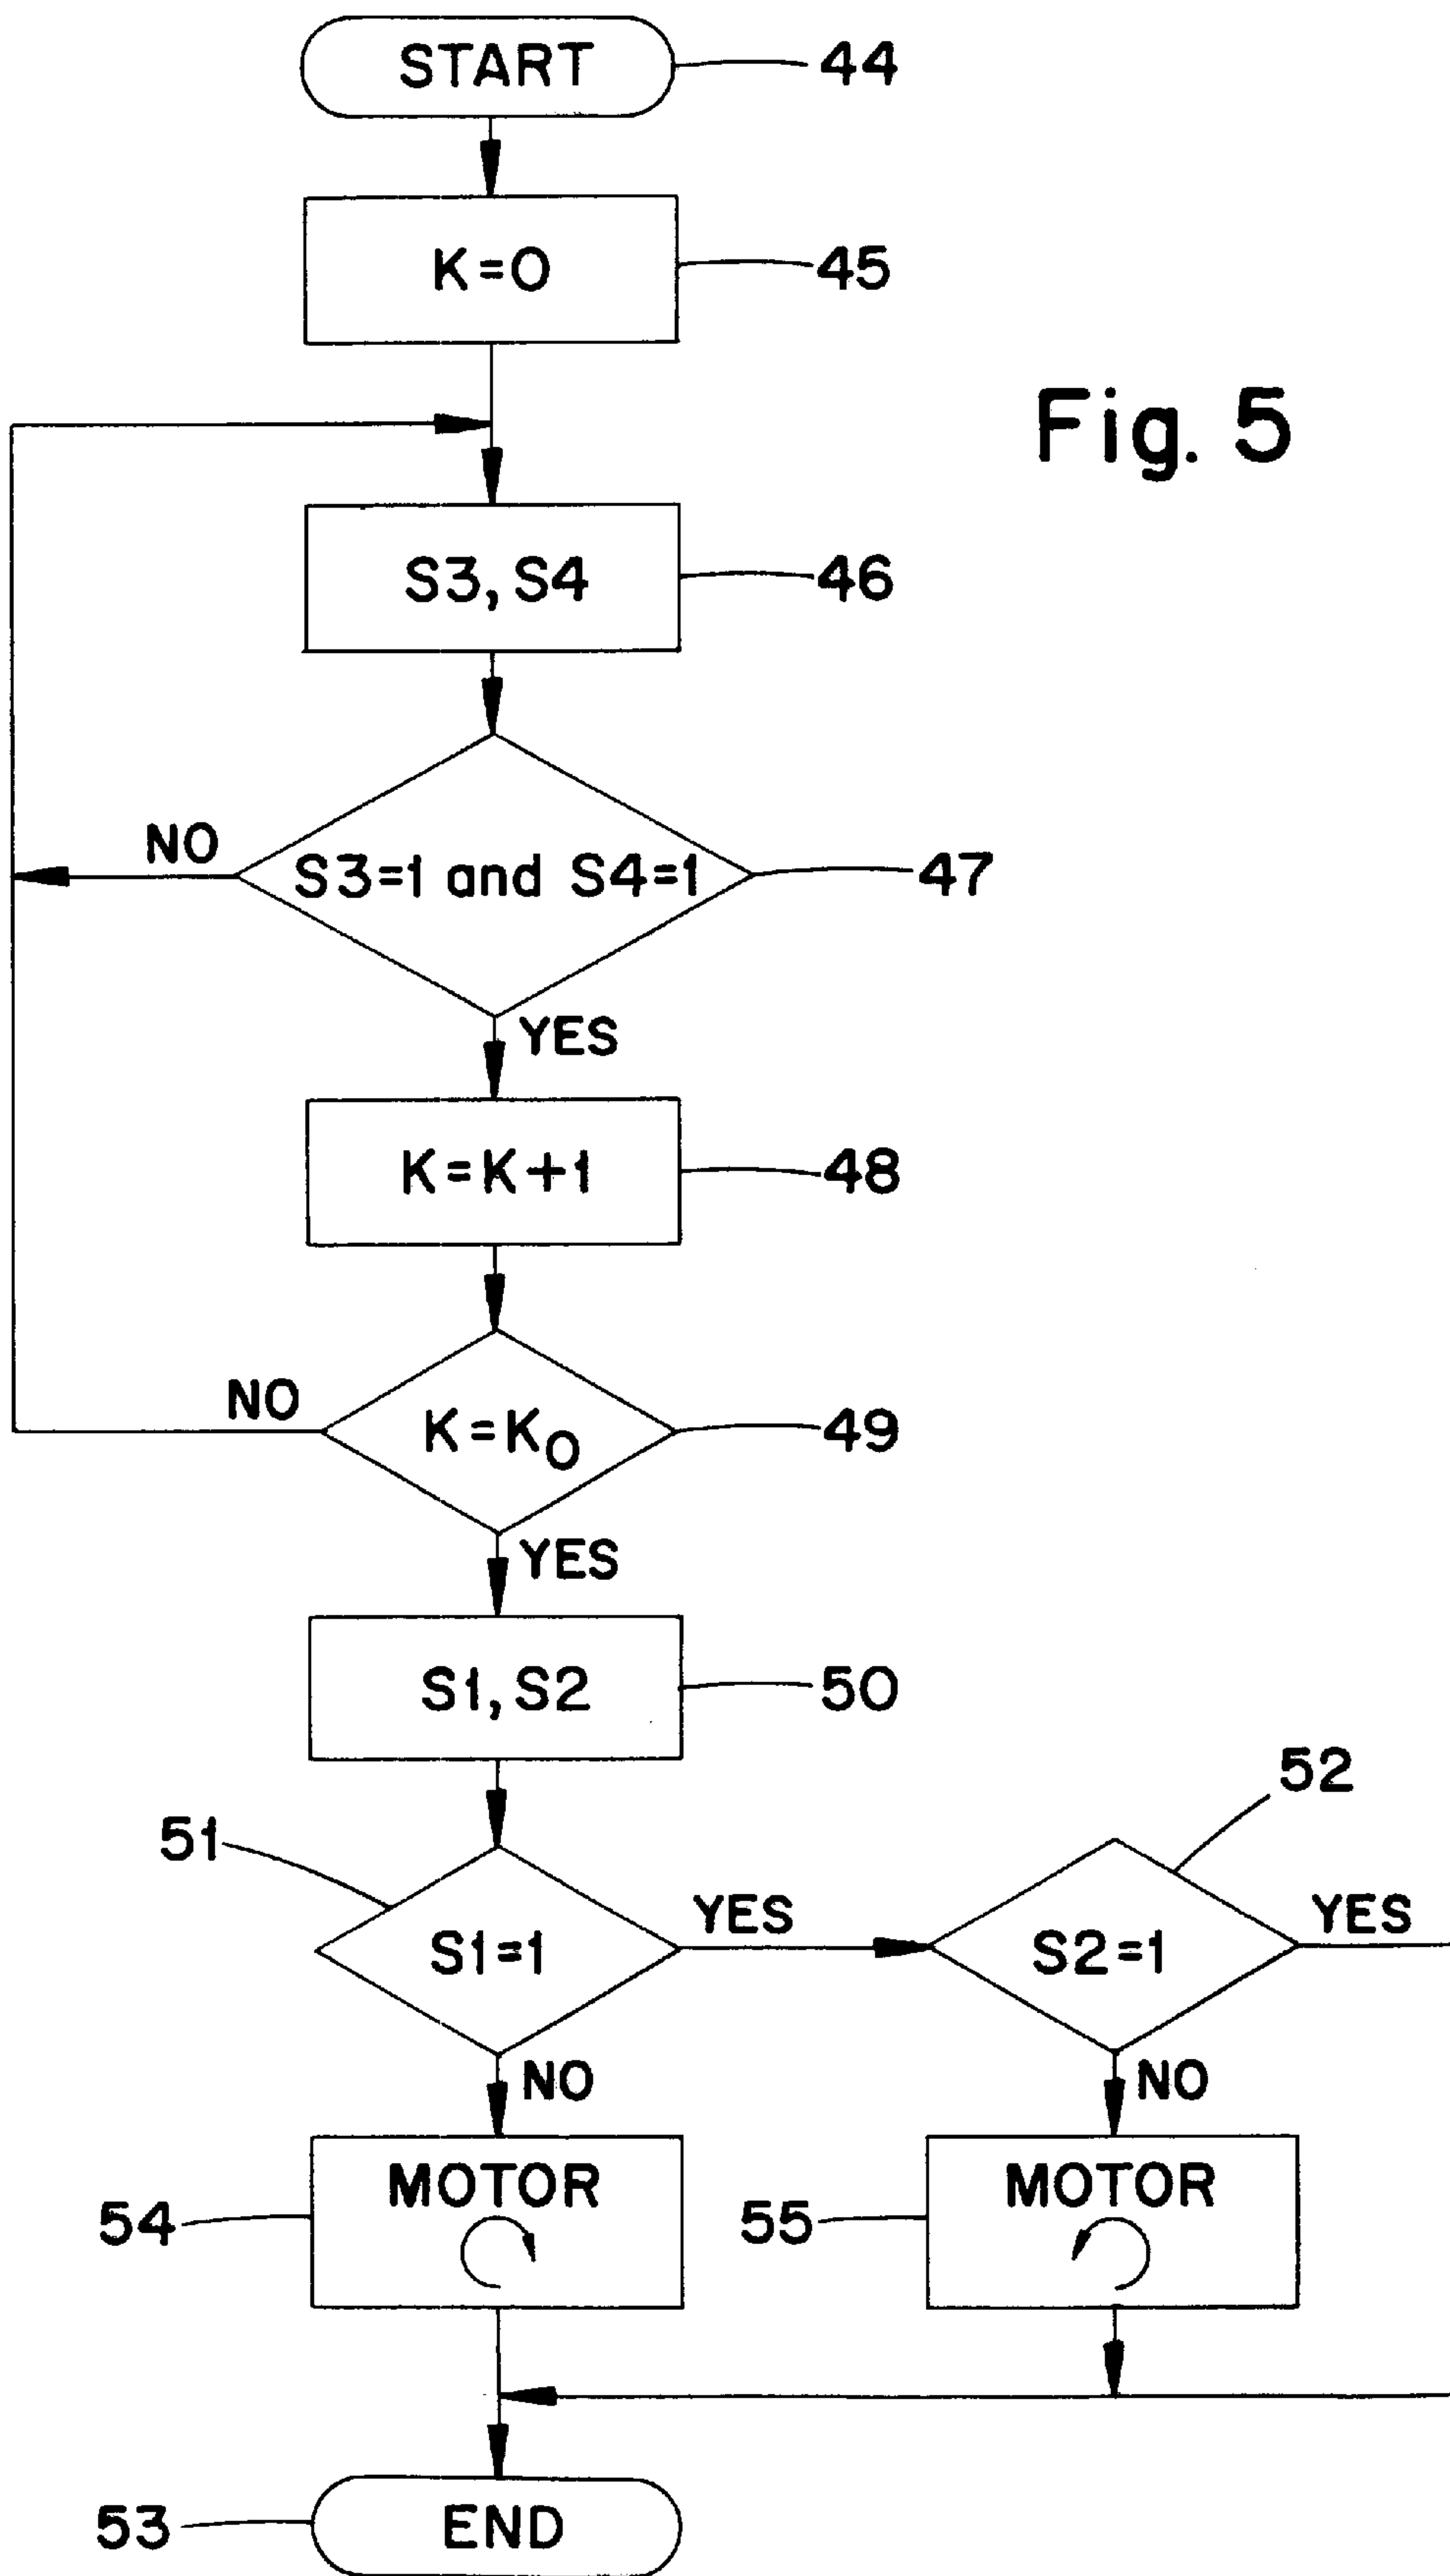 START 44
K=0 45
Fig. 5
S3, S4 46
NO
S3=1 and S4=1 47
YES
K=K+1 48
NO
K=K₀ 49
YES
S1, S2 50
52
51
YES
YES
S1=1
S2=1
NO
NO
MOTOR
MOTOR
54
55
53 END